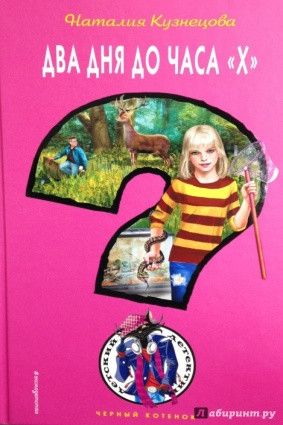 Наталия Кузнецова
ДВА ДНЯ ДО ЧАСА «Х»
детский детектив
ЧЕРНЫЙ КОТЕНОК
Лабиринт.ру